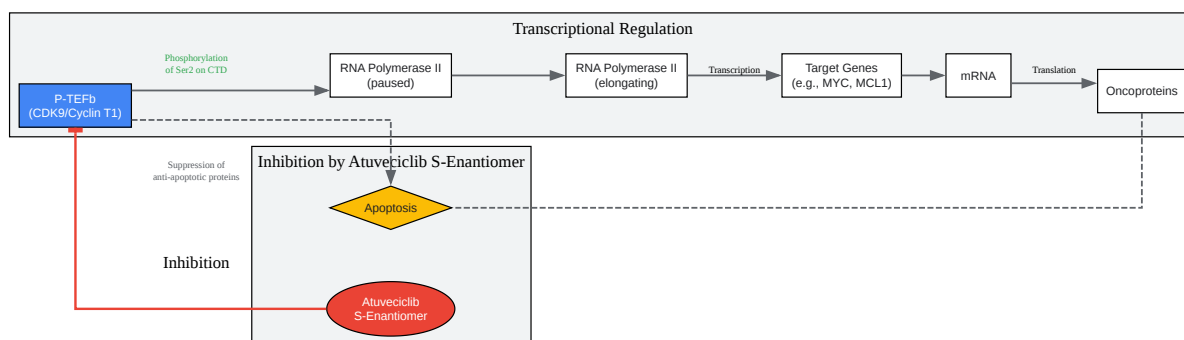 Transcriptional Regulation
Phosphorylation
of Ser2 on CTD
P-TEFb
(CDK9/Cyclin T1)
RNA Polymerase II
(paused)
RNA Polymerase II
(elongating)
Transcription
Target Genes
(e.g., MYC, MCL1)
mRNA
Translation
Oncoproteins
Suppression of
anti-apoptotic proteins
Inhibition by Atuveciclib S-Enantiomer
Apoptosis
Inhibition
Atuveciclib
S-Enantiomer